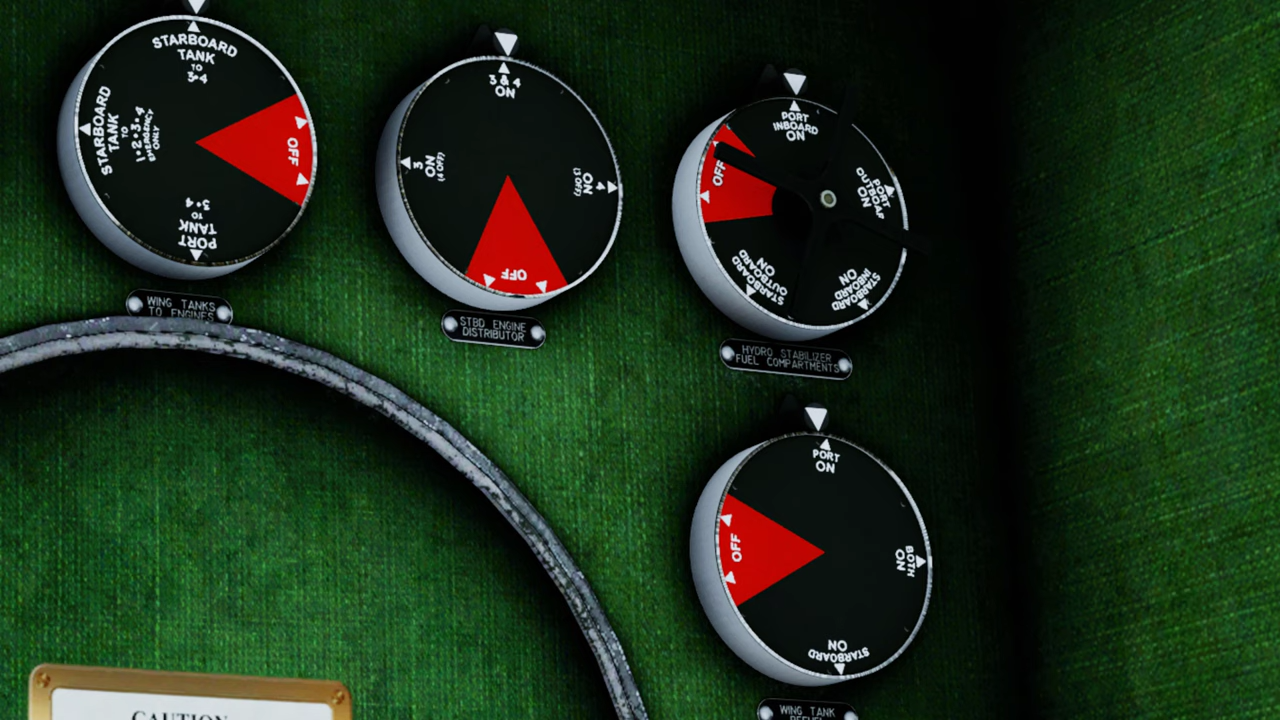 STARBOARD
TANK
TO
3•4
STARBOARD
TANK
TO
1•2•3•4
EMERGENCY
ONLY
OFF
PORT
TANK
TO
3•4
WING TANKS
TO ENGINES
3 & 4
ON
3
ON
(4 OFF)
4
ON
(3 OFF)
OFF
STBD ENGINE
DISTRIBUTOR
PORT
INBOARD
ON
OFF
PORT
ON
STARBOARD
OUTBOARD
ON
STARBOARD
INBOARD
ON
HYDRO STABILIZER
FUEL COMPARTMENTS
PORT
ON
OFF
BOTH
ON
STARBOARD
ON
WING TANK
CAUTION